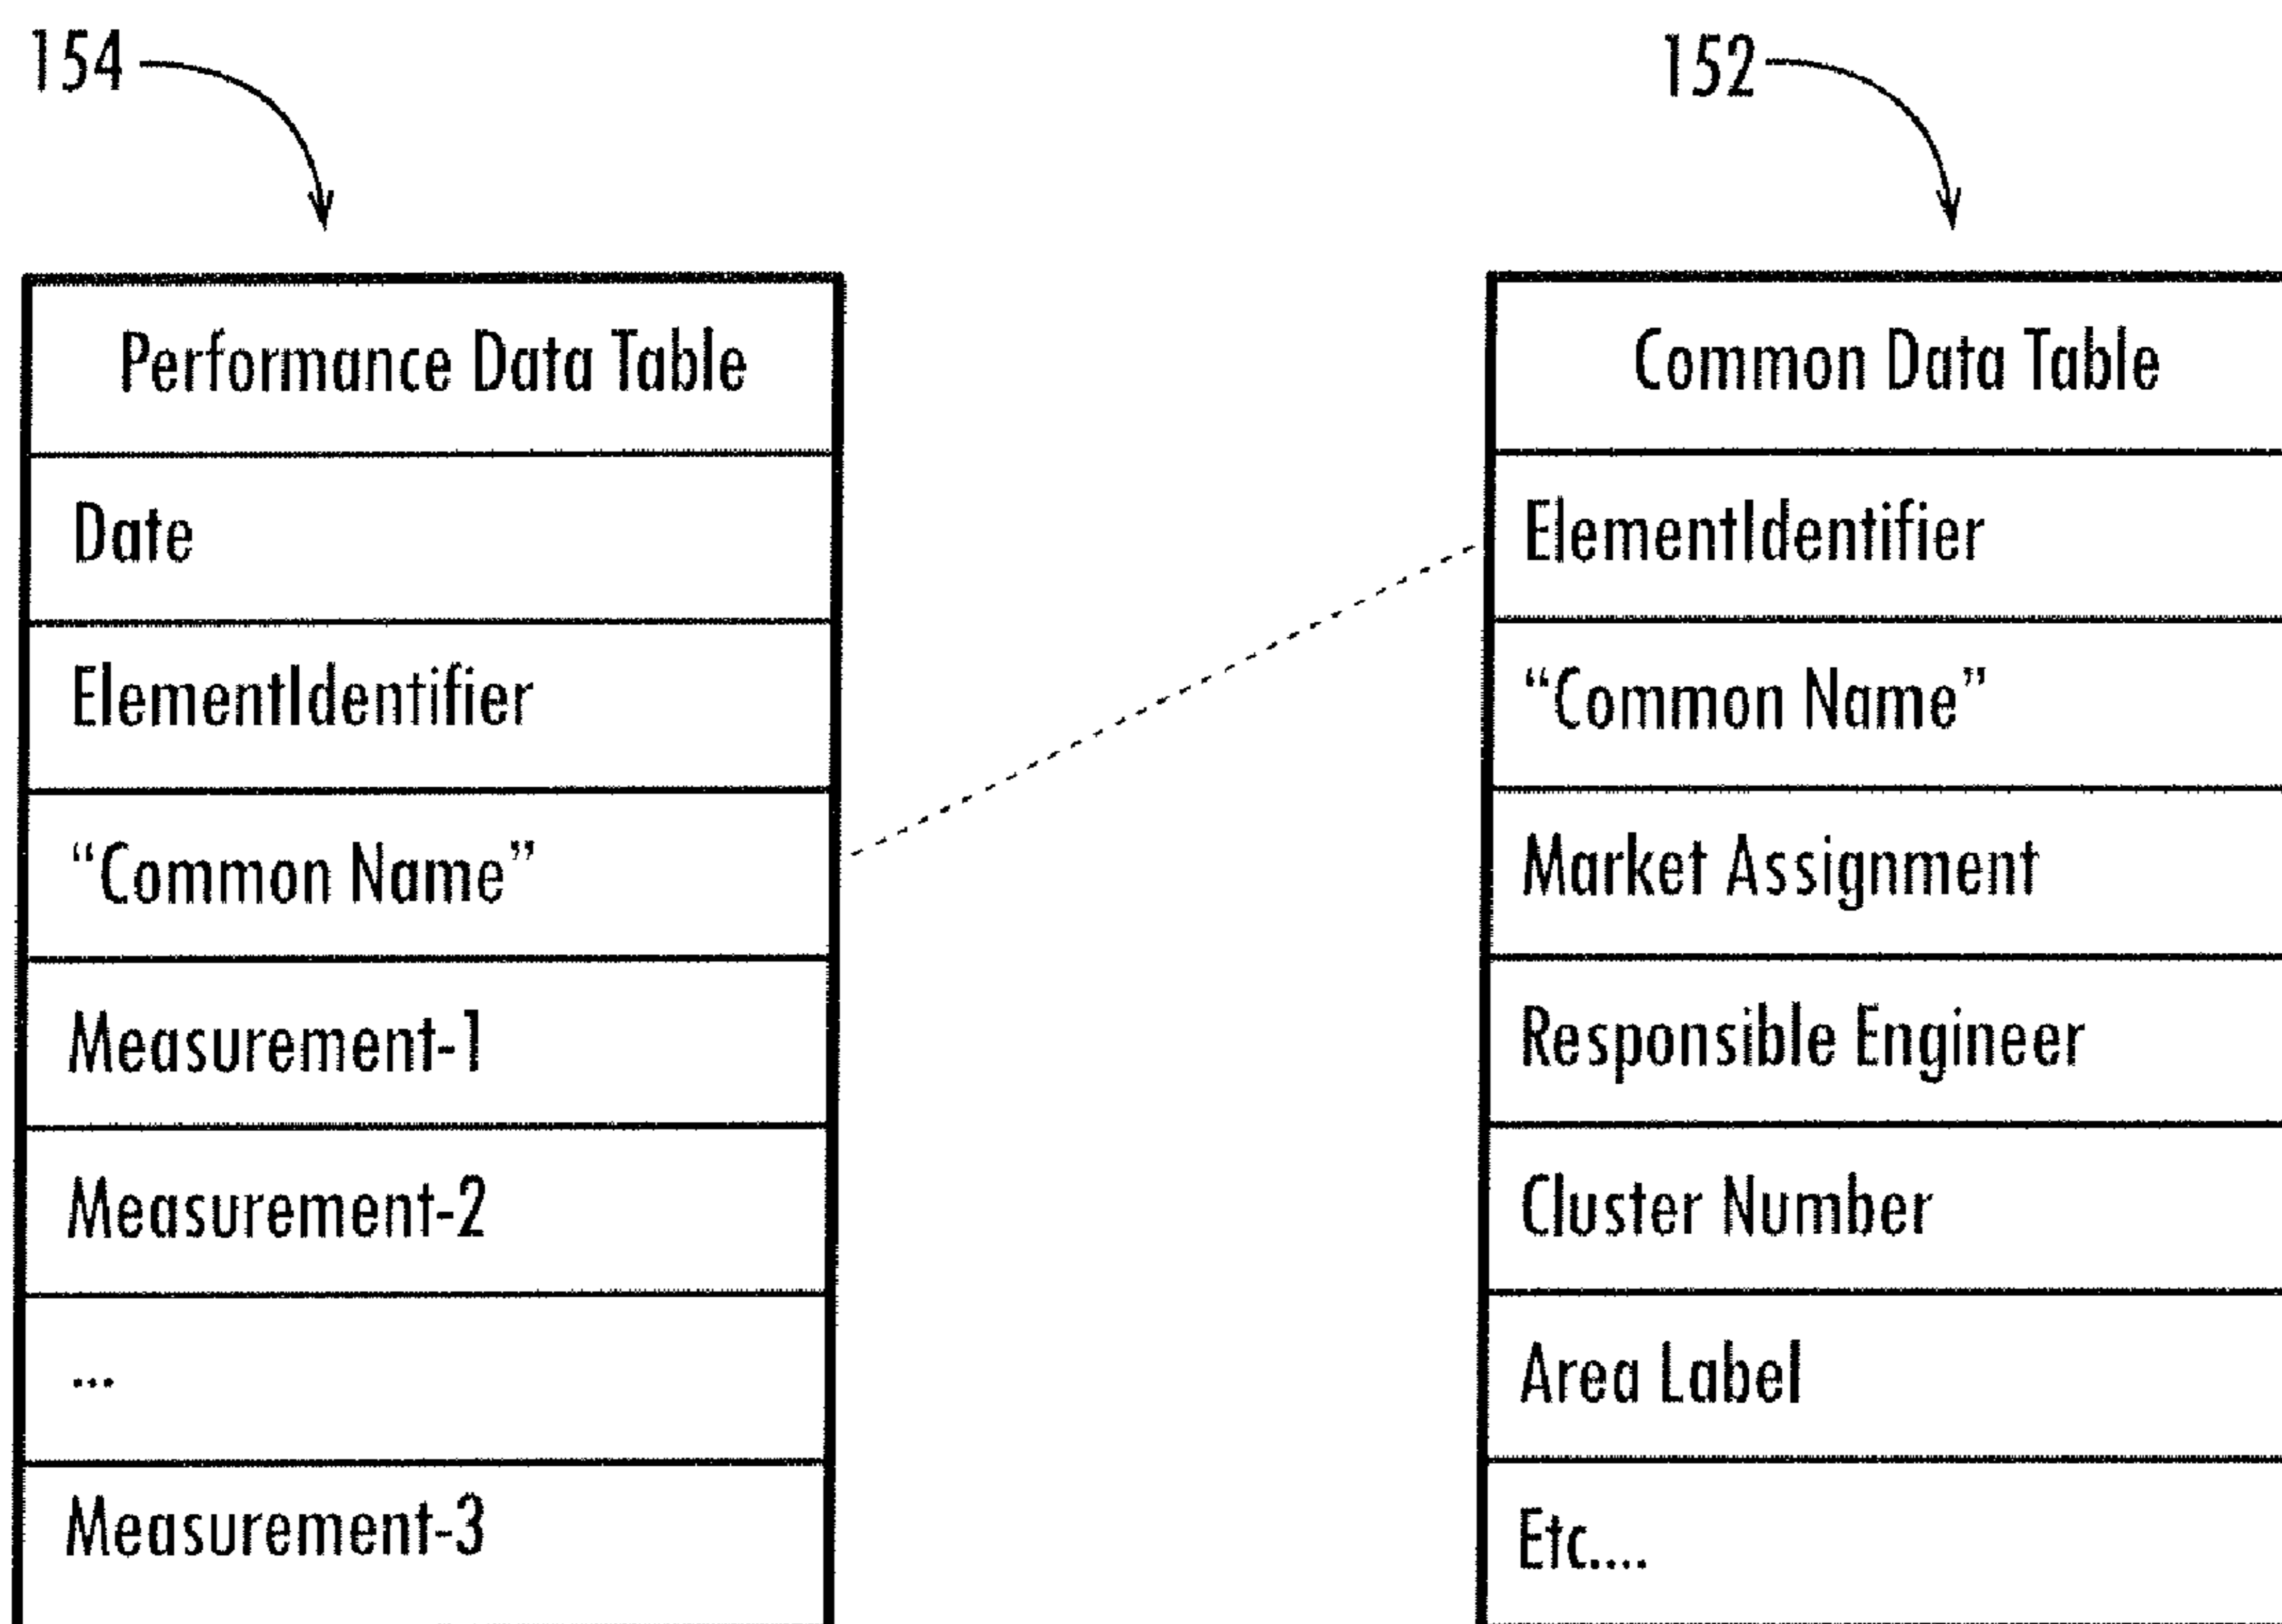 154
Performance Data Table
Date
ElementIdentifier
“Common Name”
Measurement-1
Measurement-2
...
Measurement-3
152
Common Data Table
ElementIdentifier
“Common Name”
Market Assignment
Responsible Engineer
Cluster Number
Area Label
Etc....